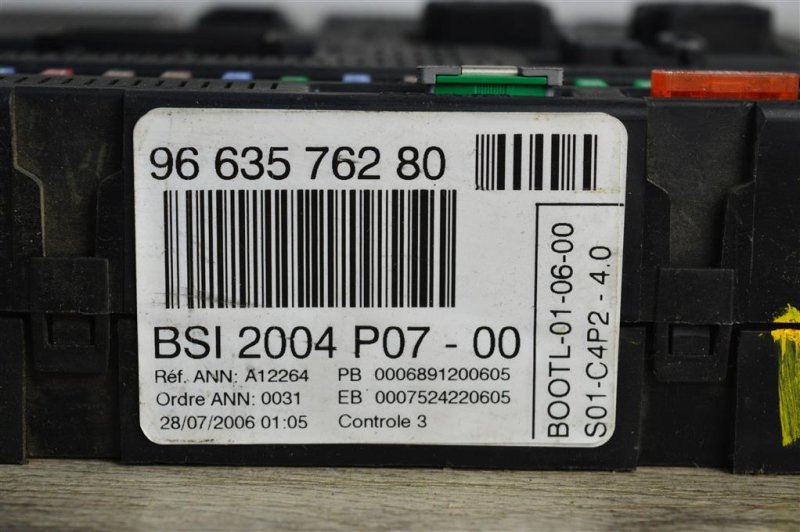 96 635 762 80
BSI 2004 P07 - 00
Réf. ANN: A12264 PB 0006891200605
Ordre ANN: 0031 EB 0007524220605
28/07/2006 01:05 Controle 3
BOOTL-01-06-00
S01-C4P2 - 4.0